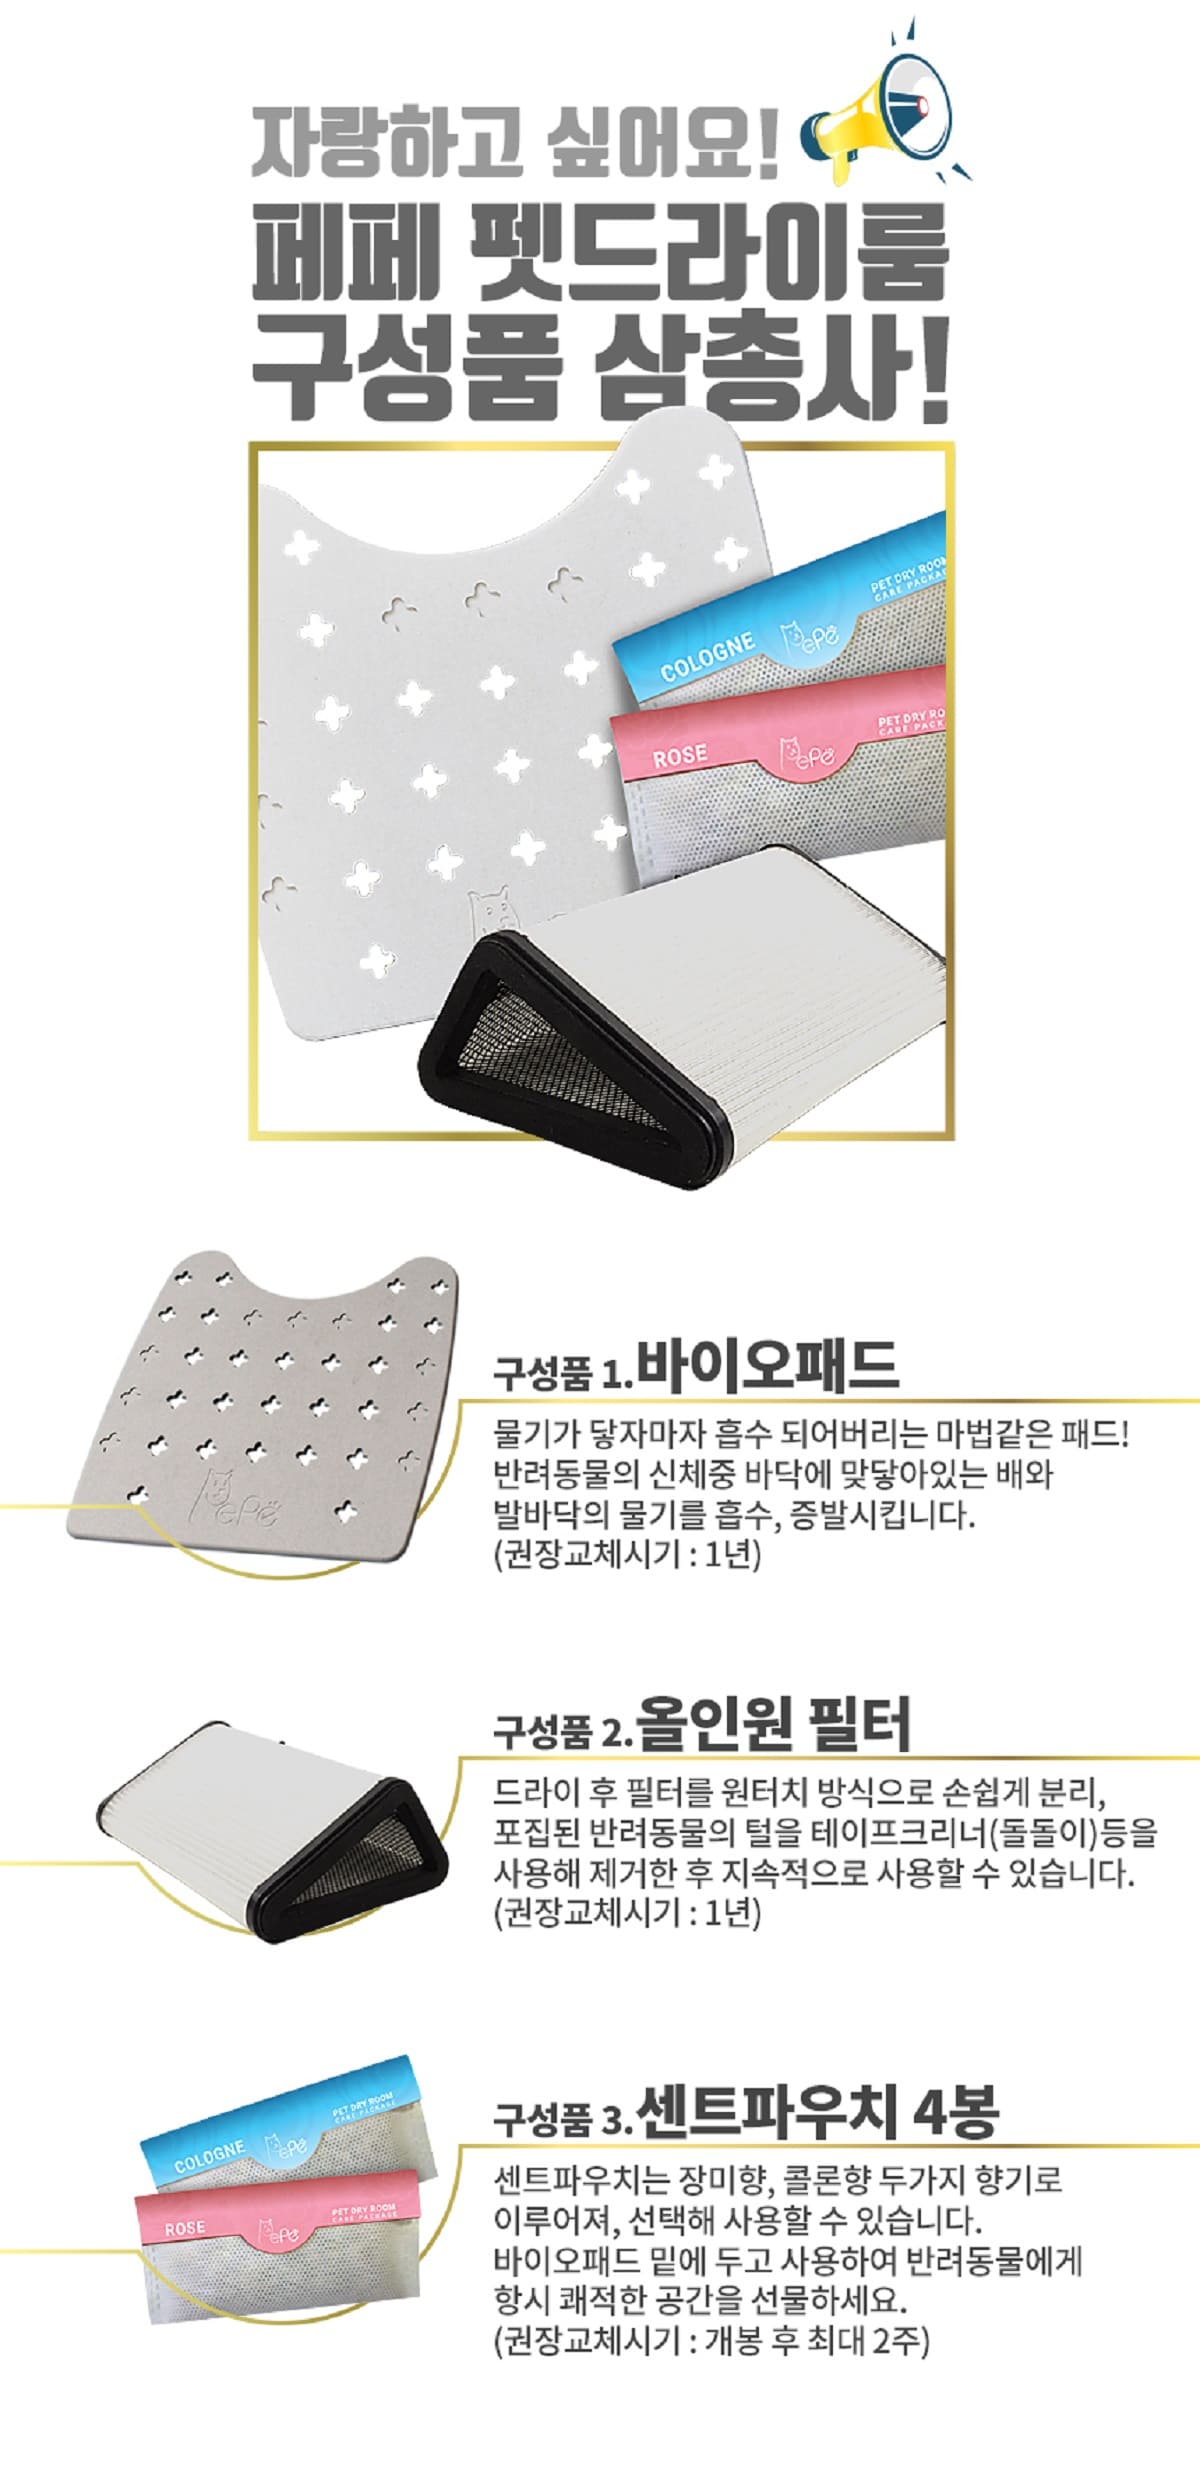 자랑하고 싶어요!
페페 펫드라이룸
구성품 삼총사!
PET DRY ROOM
CARE PACKA
COLOGNE
PePe
PET DRY RO
CARE PACK
ROSE
PePe
구성품 1.바이오패드
물기가 닿자마자 흡수 되어버리는 마법같은 패드!
반려동물의 신체중 바닥에 맞닿아있는 배와
발바닥의 물기를 흡수, 증발시킵니다.
(권장교체시기 : 1년)
PePe
구성품 2.올인원 필터
드라이 후 필터를 원터치 방식으로 손쉽게 분리,
포집된 반려동물의 털을 테이프크리너(돌돌이)등을
사용해 제거한 후 지속적으로 사용할 수 있습니다.
(권장교체시기 : 1년)
PET DRY ROOM
CARE PACKAGE
COLOGNE
PePe
PET DRY ROOM
CARE PACKAGE
ROSE
PePe
구성품 3.센트파우치 4봉
센트파우치는 장미향, 콜론향 두가지 향기로
이루어져, 선택해 사용할 수 있습니다.
바이오패드 밑에 두고 사용하여 반려동물에게
항시 쾌적한 공간을 선물하세요.
(권장교체시기 : 개봉 후 최대 2주)